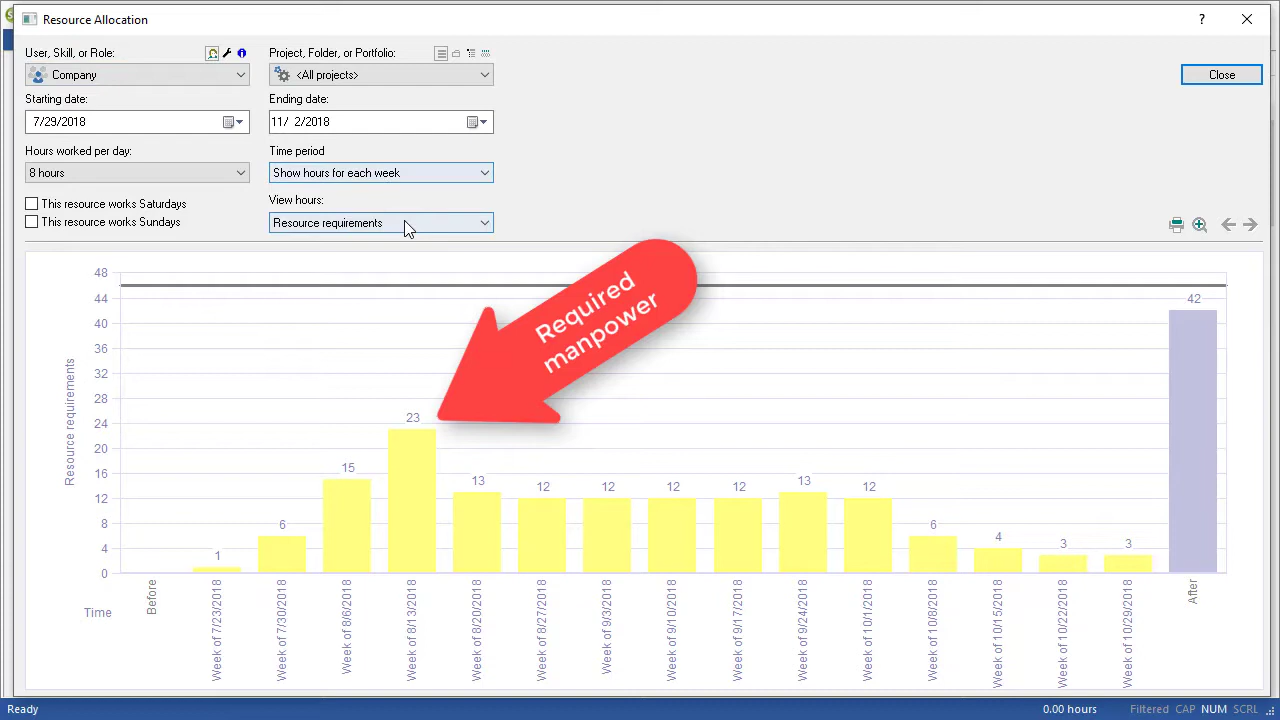 Resource Allocation
?
User, Skill, or Role:
Project, Folder, or Portfolio:
Company
<All projects>
Close
Starting date:
Ending date:
7/29/2018
11/ 2/2018
Hours worked per day:
Time period
8 hours
Show hours for each week
This resource works Saturdays
View hours:
This resource works Sundays
Resource requirements
Required
manpower
Resource requirements
48
44
40
36
32
28
24
20
16
12
8
4
0
1
6
15
23
13
12
12
12
12
13
12
6
4
3
3
42
Time
Before
Week of 7/23/2018
Week of 7/30/2018
Week of 8/6/2018
Week of 8/13/2018
Week of 8/20/2018
Week of 8/27/2018
Week of 9/3/2018
Week of 9/10/2018
Week of 9/17/2018
Week of 9/24/2018
Week of 10/1/2018
Week of 10/8/2018
Week of 10/15/2018
Week of 10/22/2018
Week of 10/29/2018
After
Ready
0.00 hours
Filtered CAP NUM SCRL